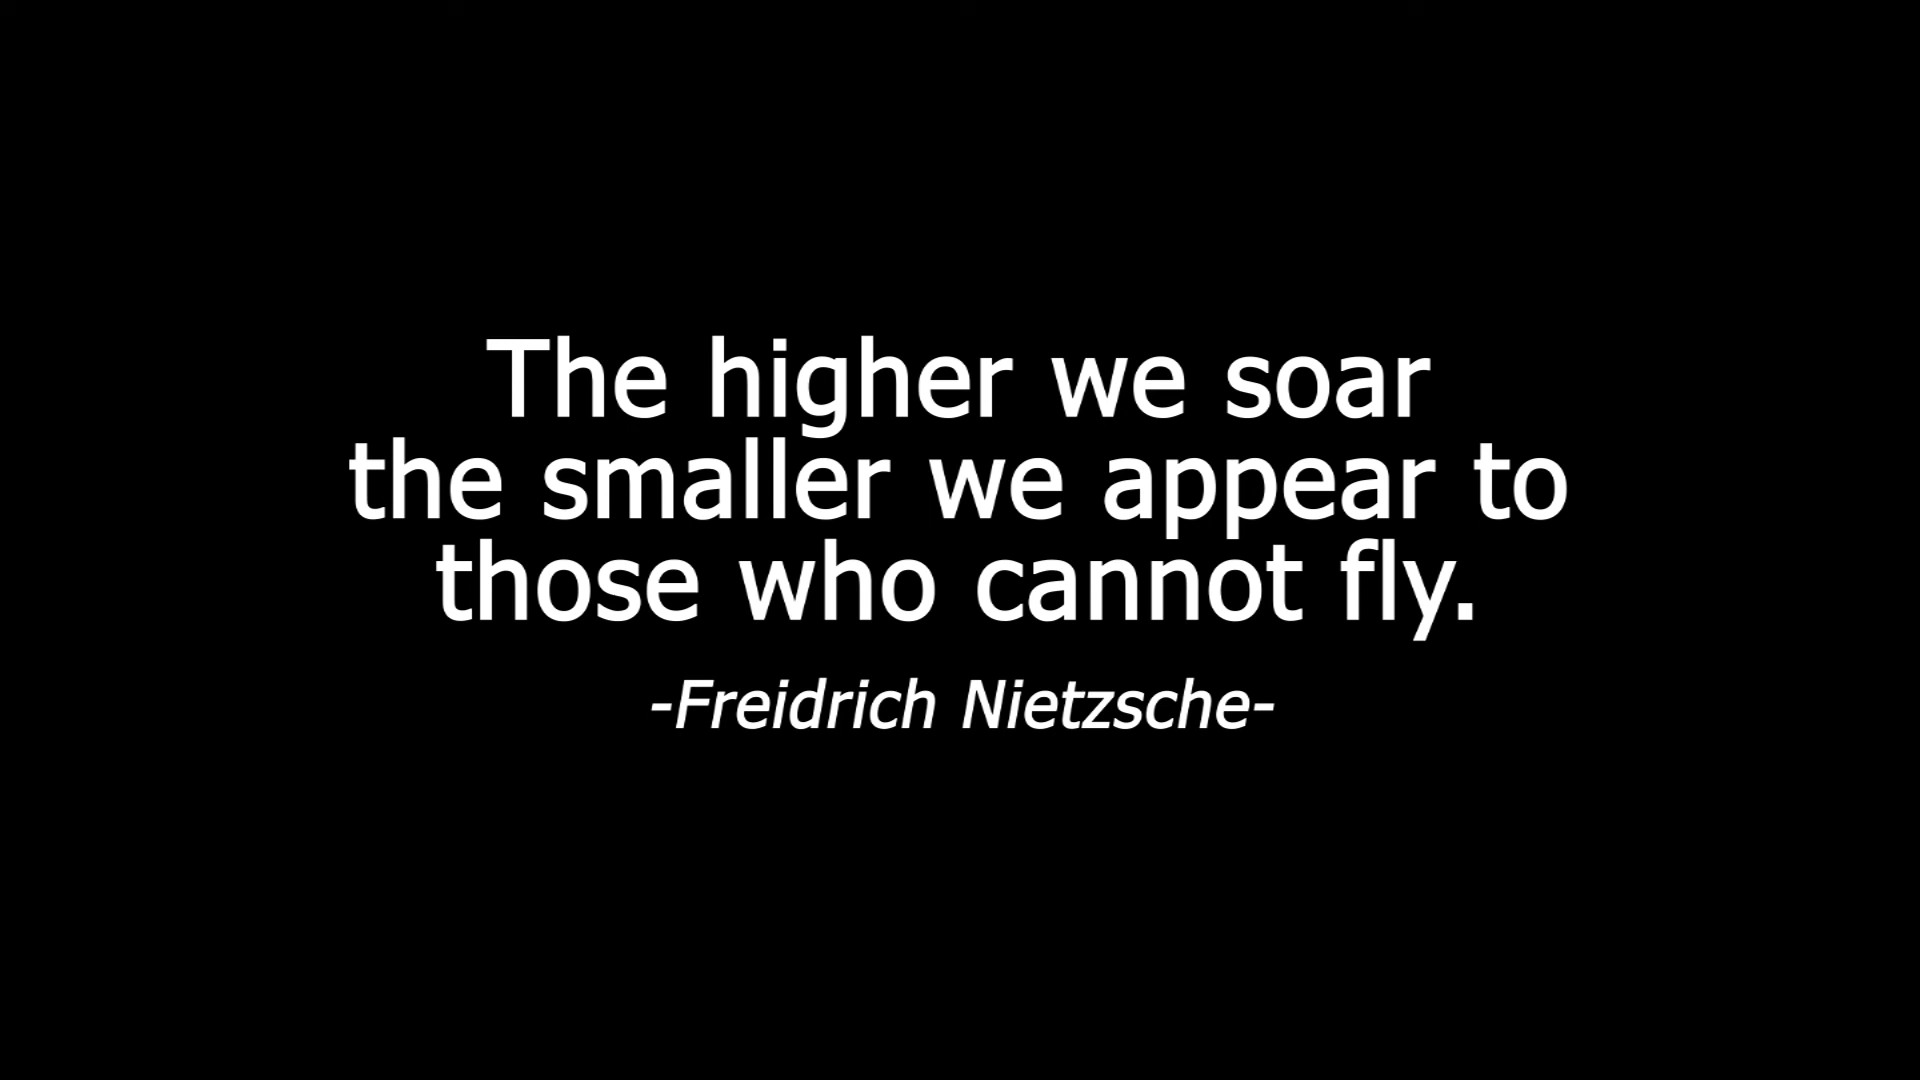 The higher we soar
the smaller we appear to
those who cannot fly.
-Freidrich Nietzsche-